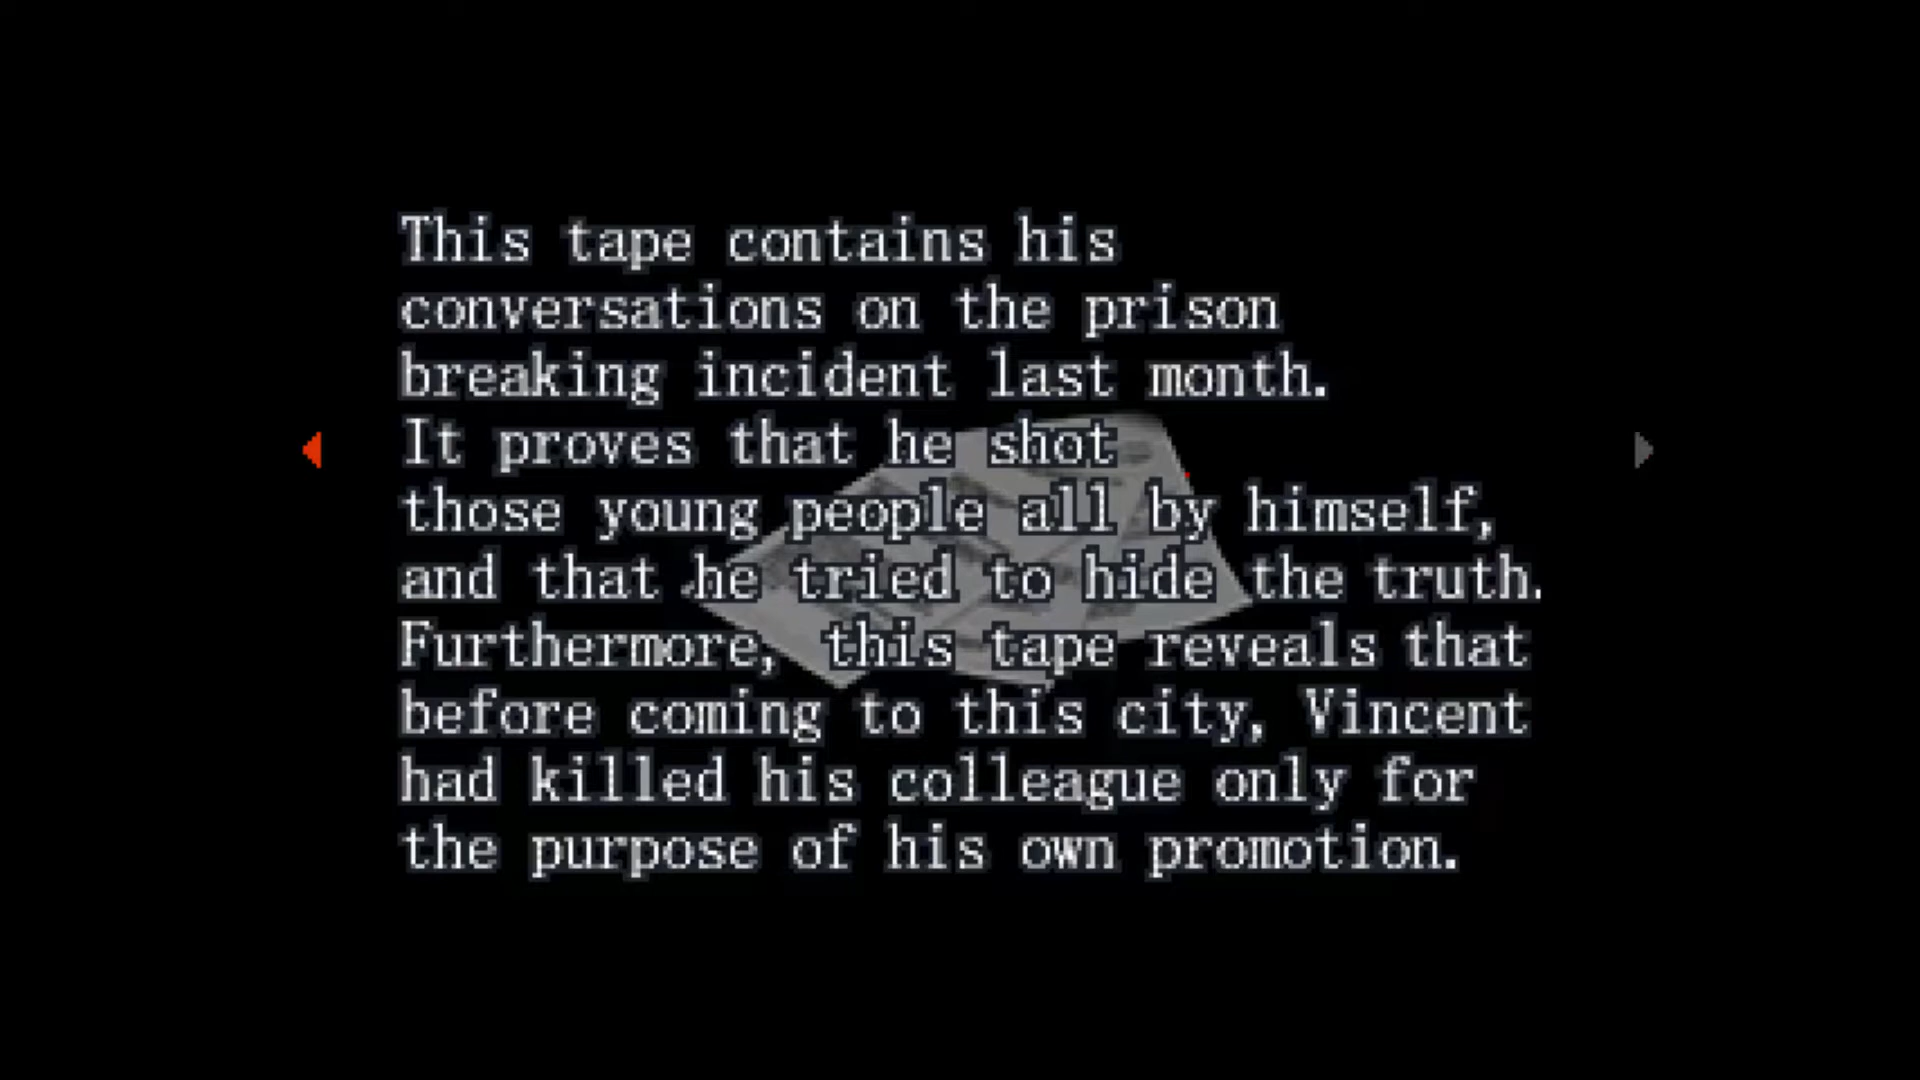 This tape contains his
conversations on the prison
breaking incident last month.
It proves that he shot
those young people all by himself,
and that he tried to hide the truth.
Furthermore, this tape reveals that
before coming to this city, Vincent
had killed his colleague only for
the purpose of his own promotion.